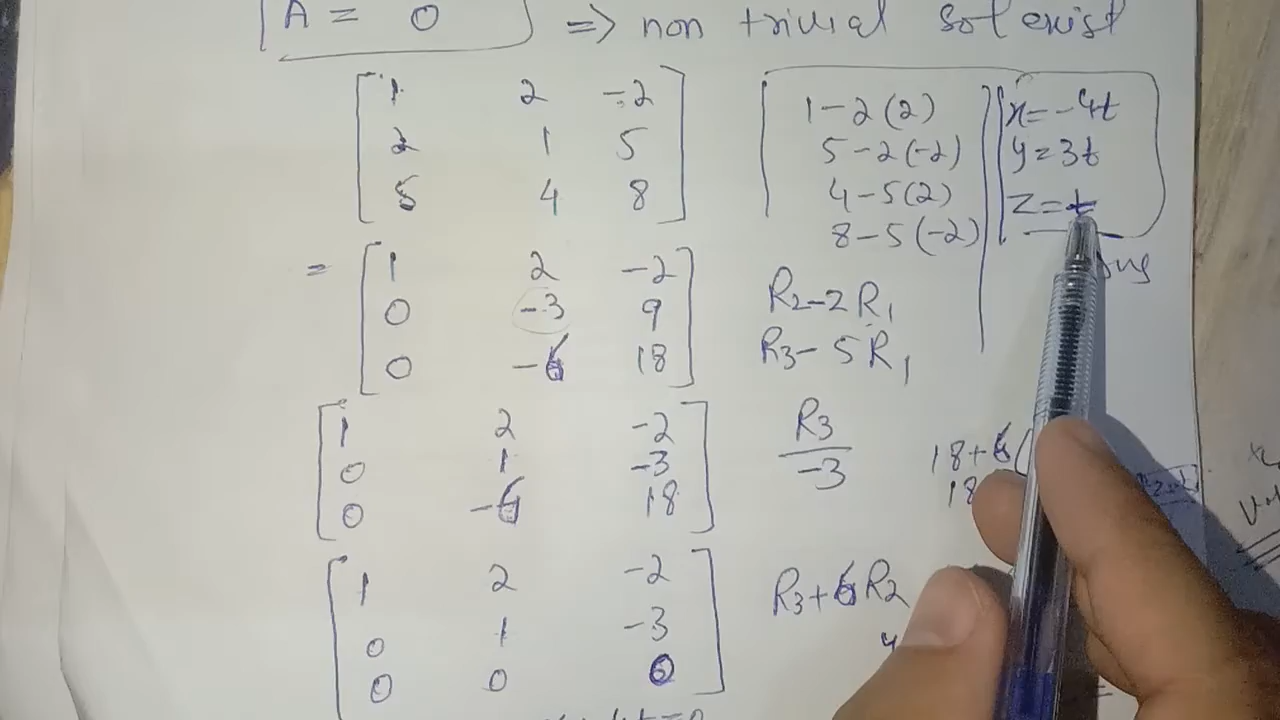 A = 0 => non trivial sol exist
1 2 -2
2 1 5
5 4 8
1-2(2)
5-2(-2)
4-5(2)
8-5(-2)
x=-4t
y=3t
z=t
= 1 2 -2
0 -3 9
0 -6 18
R2-2R1
R3-5R1
1 2 -2
0 1 -3
0 -6 18
R3/-3
18+6(
18
1 2 -2
0 1 -3
0 0 0
R3+6R2